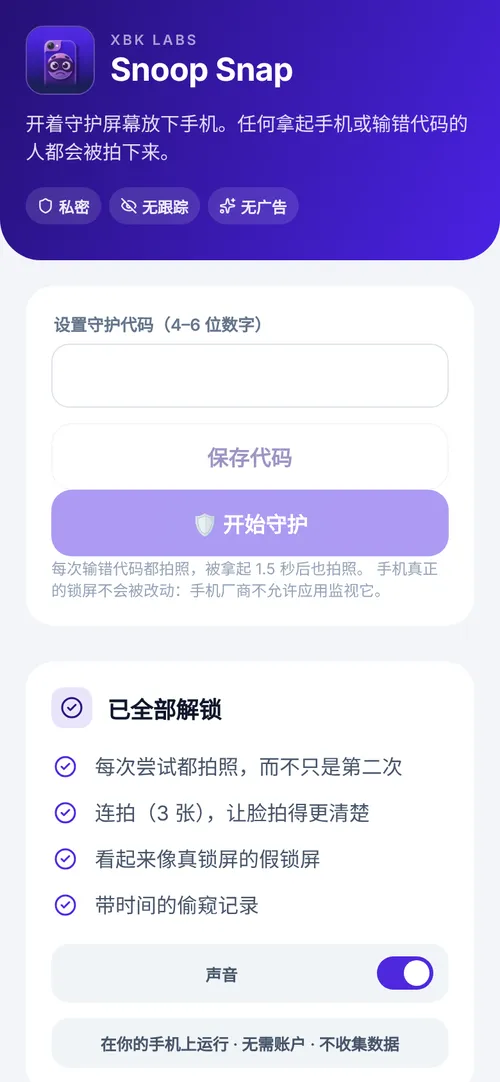 XBK LABS
Snoop Snap
开着守护屏幕放下手机。任何拿起手机或输错代码的
人都会被拍下来。
私密
无跟踪
无广告
设置守护代码（4–6 位数字）
保存代码
🛡️ 开始守护
每次输错代码都拍照，被拿起 1.5 秒后也拍照。 手机真正
的锁屏不会被改动：手机厂商不允许应用监视它。
已全部解锁
每次尝试都拍照，而不只是第二次
连拍（3 张），让脸拍得更清楚
看起来像真锁屏的假锁屏
带时间的偷窥记录
声音
在你的手机上运行 · 无需账户 · 不收集数据